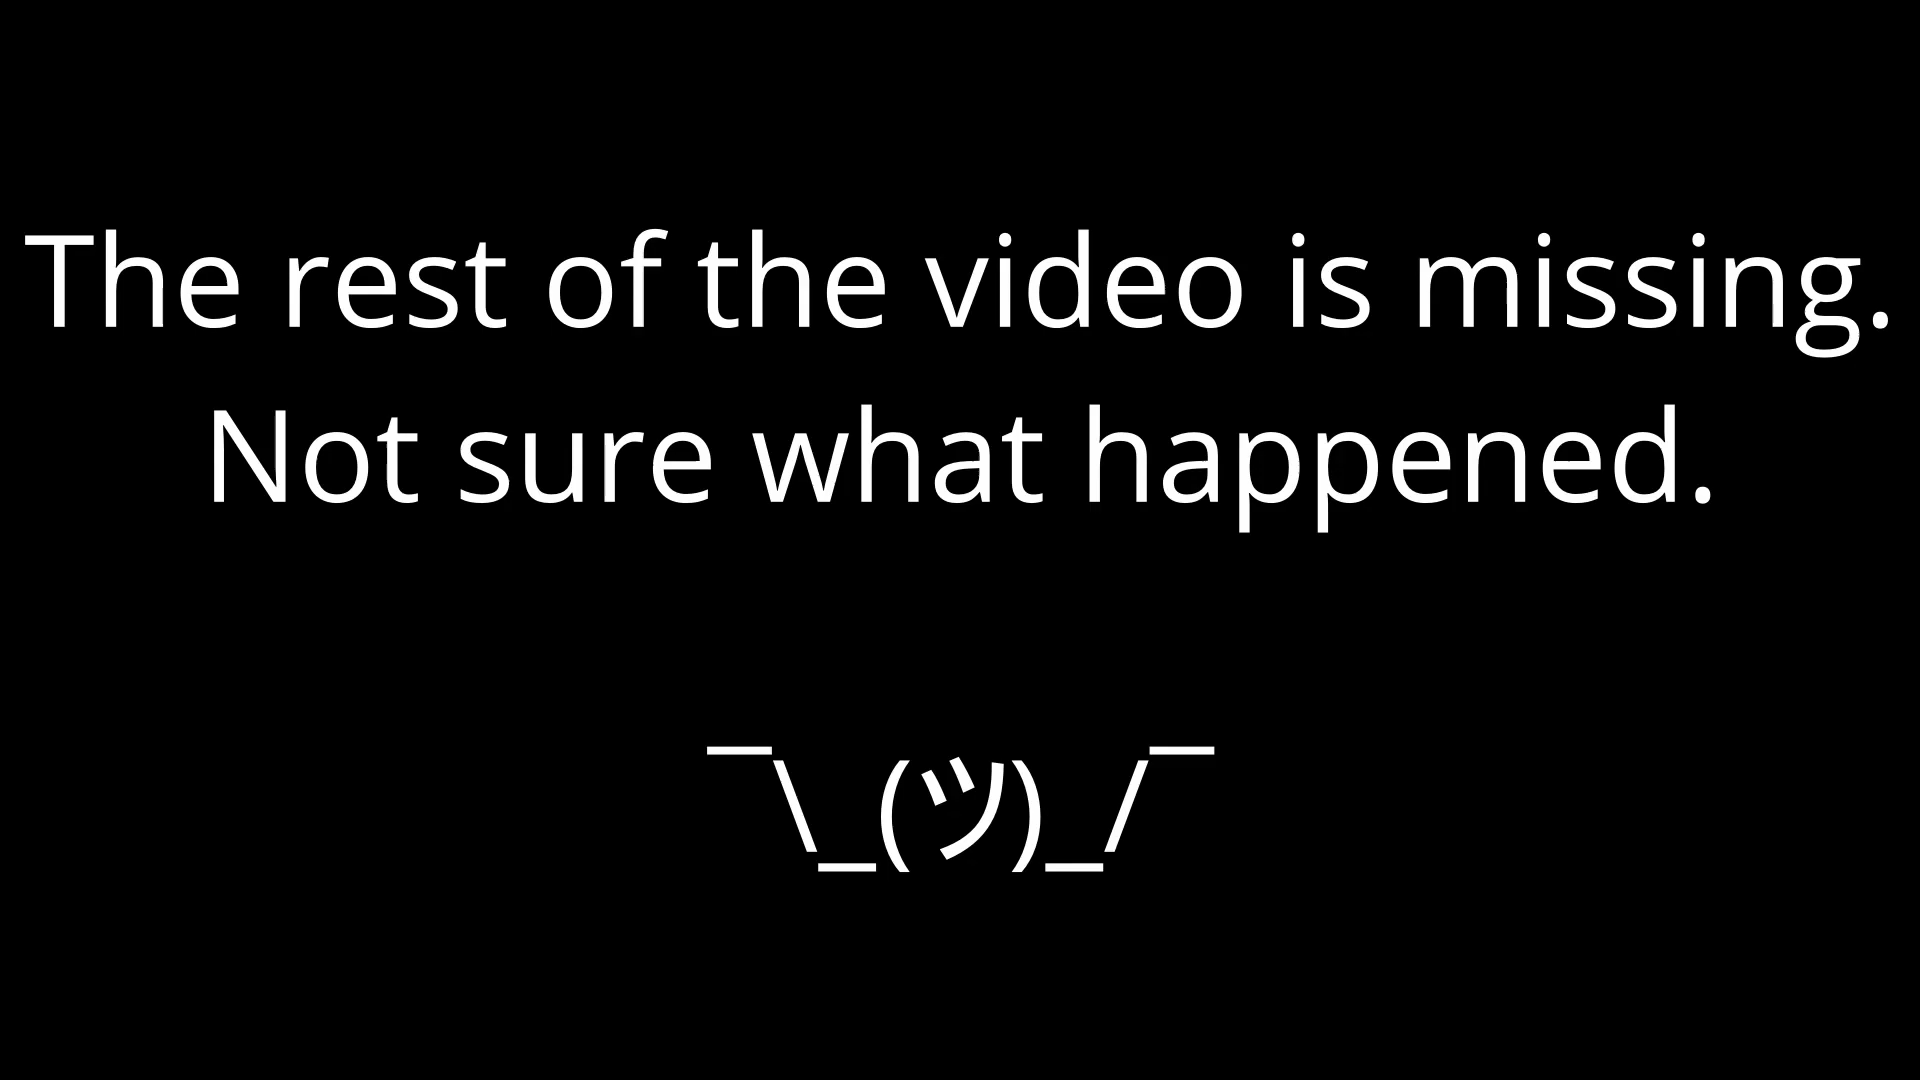 The rest of the video is missing.
Not sure what happened.
¯\_(ツ)_/¯